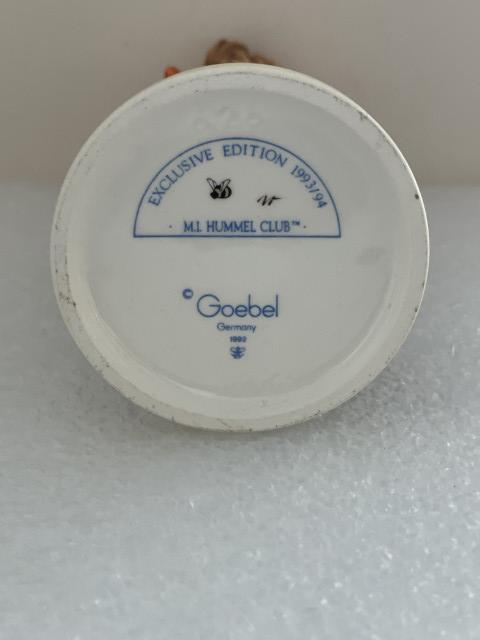 EXCLUSIVE EDITION 1993/94
· M.I. HUMMEL CLUB™ ·
© Goebel
Germany
1992